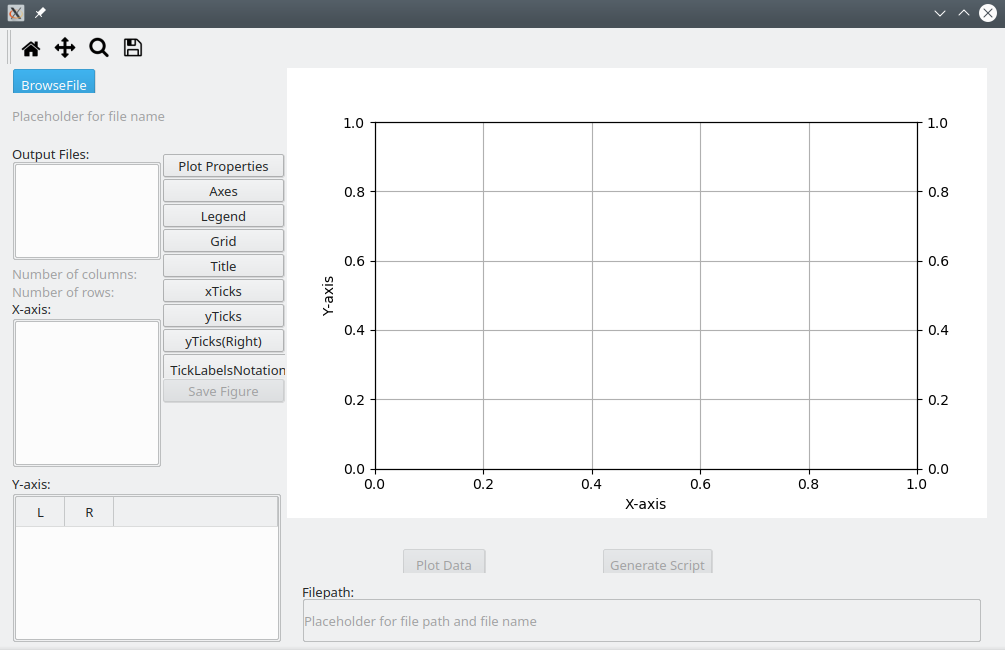 BrowseFile
Placeholder for file name
Output Files:
Plot Properties
Axes
Legend
Grid
Title
xTicks
yTicks
yTicks(Right)
TickLabelsNotation
Save Figure
Number of columns:
Number of rows:
X-axis:
Y-axis:
L R
1.0 1.0
0.8 0.8
0.6 0.6
Y-axis
0.4 0.4
0.2 0.2
0.0 0.0
0.0 0.2 0.4 0.6 0.8 1.0
X-axis
Plot Data Generate Script
Filepath:
Placeholder for file path and file name